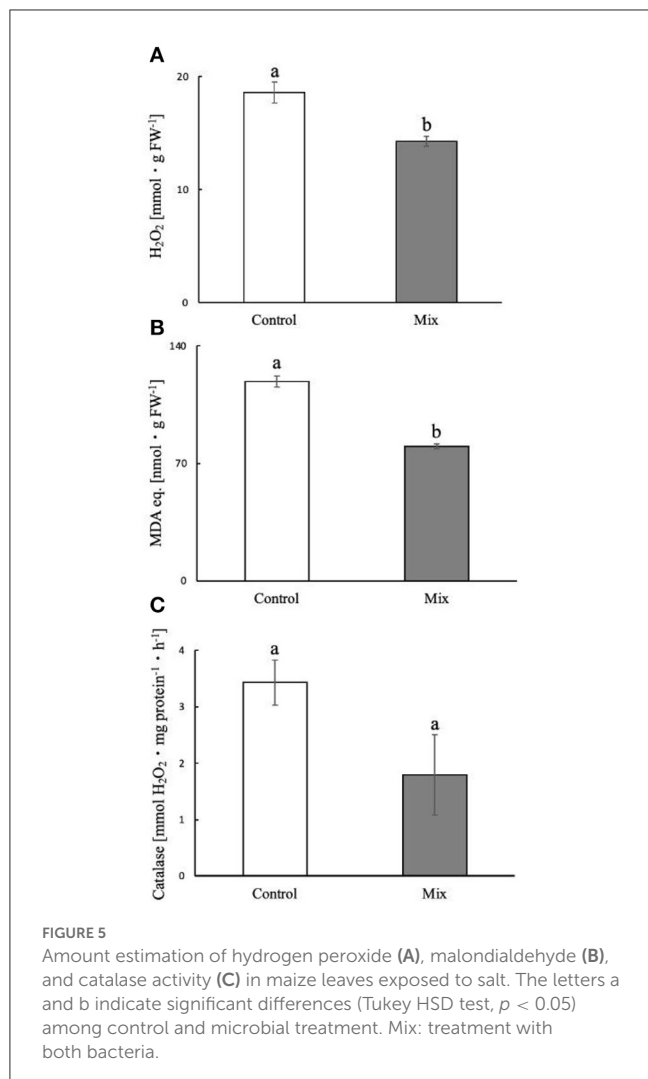 A
a
20
b
10
0
H₂O₂ [mmol・g FW⁻¹]
Control Mix
B
140
a
b
70
0
MDA eq. [nmol・g FW⁻¹]
Control Mix
C
4
a
a
3
2
1
0
Catalase [mmol H₂O₂・mg protein⁻¹・h⁻¹]
Control Mix
FIGURE 5
Amount estimation of hydrogen peroxide (A), malondialdehyde (B),
and catalase activity (C) in maize leaves exposed to salt. The letters a
and b indicate significant differences (Tukey HSD test, p < 0.05)
among control and microbial treatment. Mix: treatment with
both bacteria.